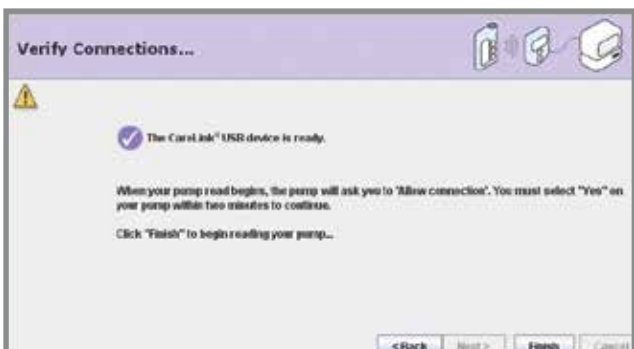 Verify Connections...
The CareLink® USB device is ready.
When your pump read begins, the pump will ask you to 'Allow connection'. You must select "Yes" on
your pump within two minutes to continue.
Click "Finish" to begin reading your pump...
<Back Next > Finish Cancel